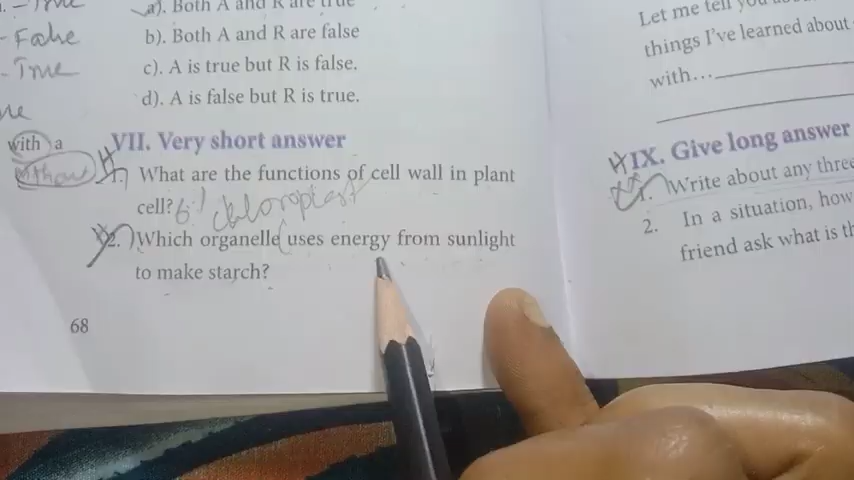 True
a). Both A and R are true
False
b). Both A and R are false
True
c). A is true but R is false.
d). A is false but R is true.
with a
VII. Very short answer
1. What are the functions of cell wall in plant
cell?
chloroplast
2. Which organelle uses energy from sunlight
to make starch?
68
Let me tell you
things I've learned about
with...
IX. Give long answer
1. Write about any three
2. In a situation, how
friend ask what is th